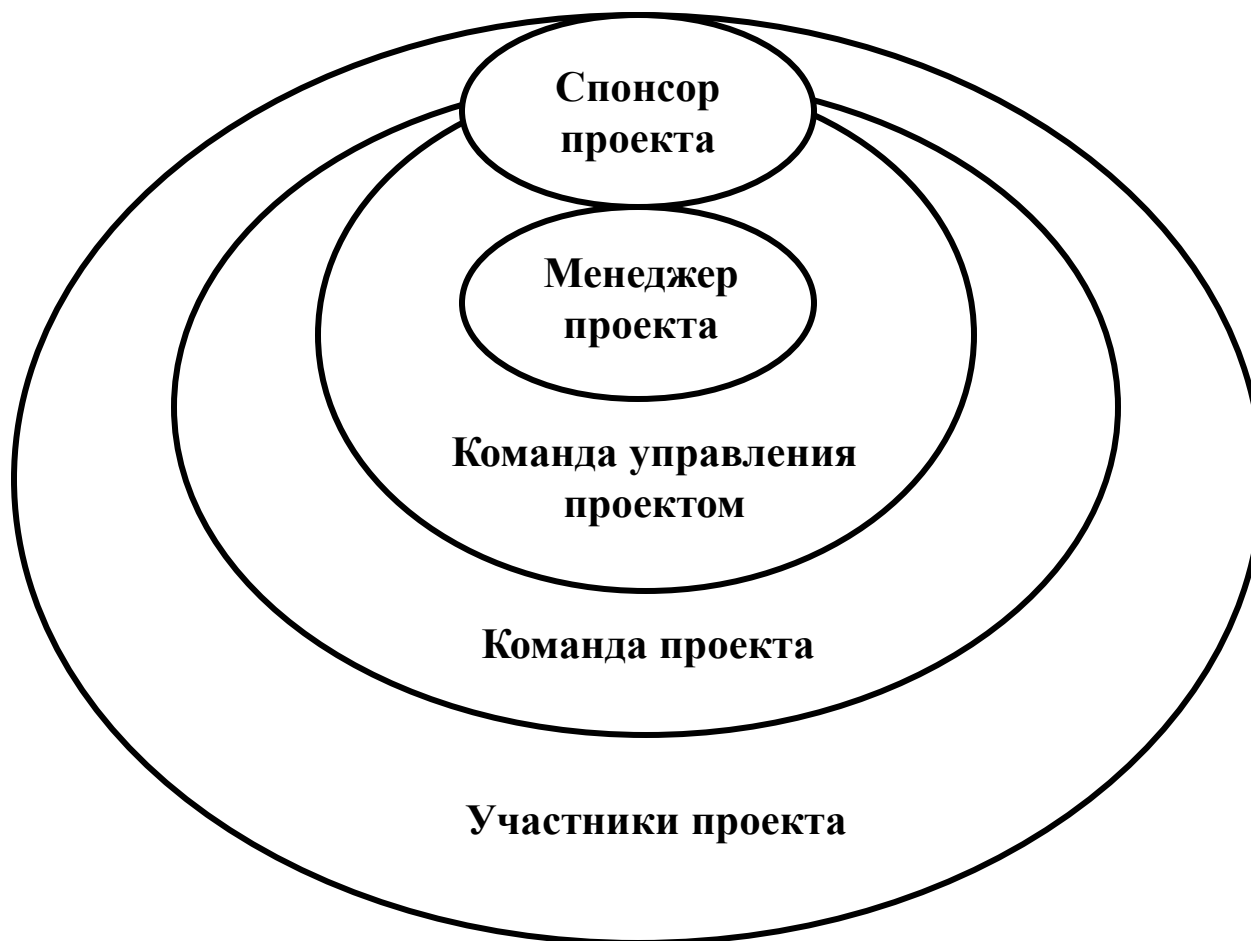 Спонсор
проекта
Менеджер
проекта
Команда управления
проектом
Команда проекта
Участники проекта